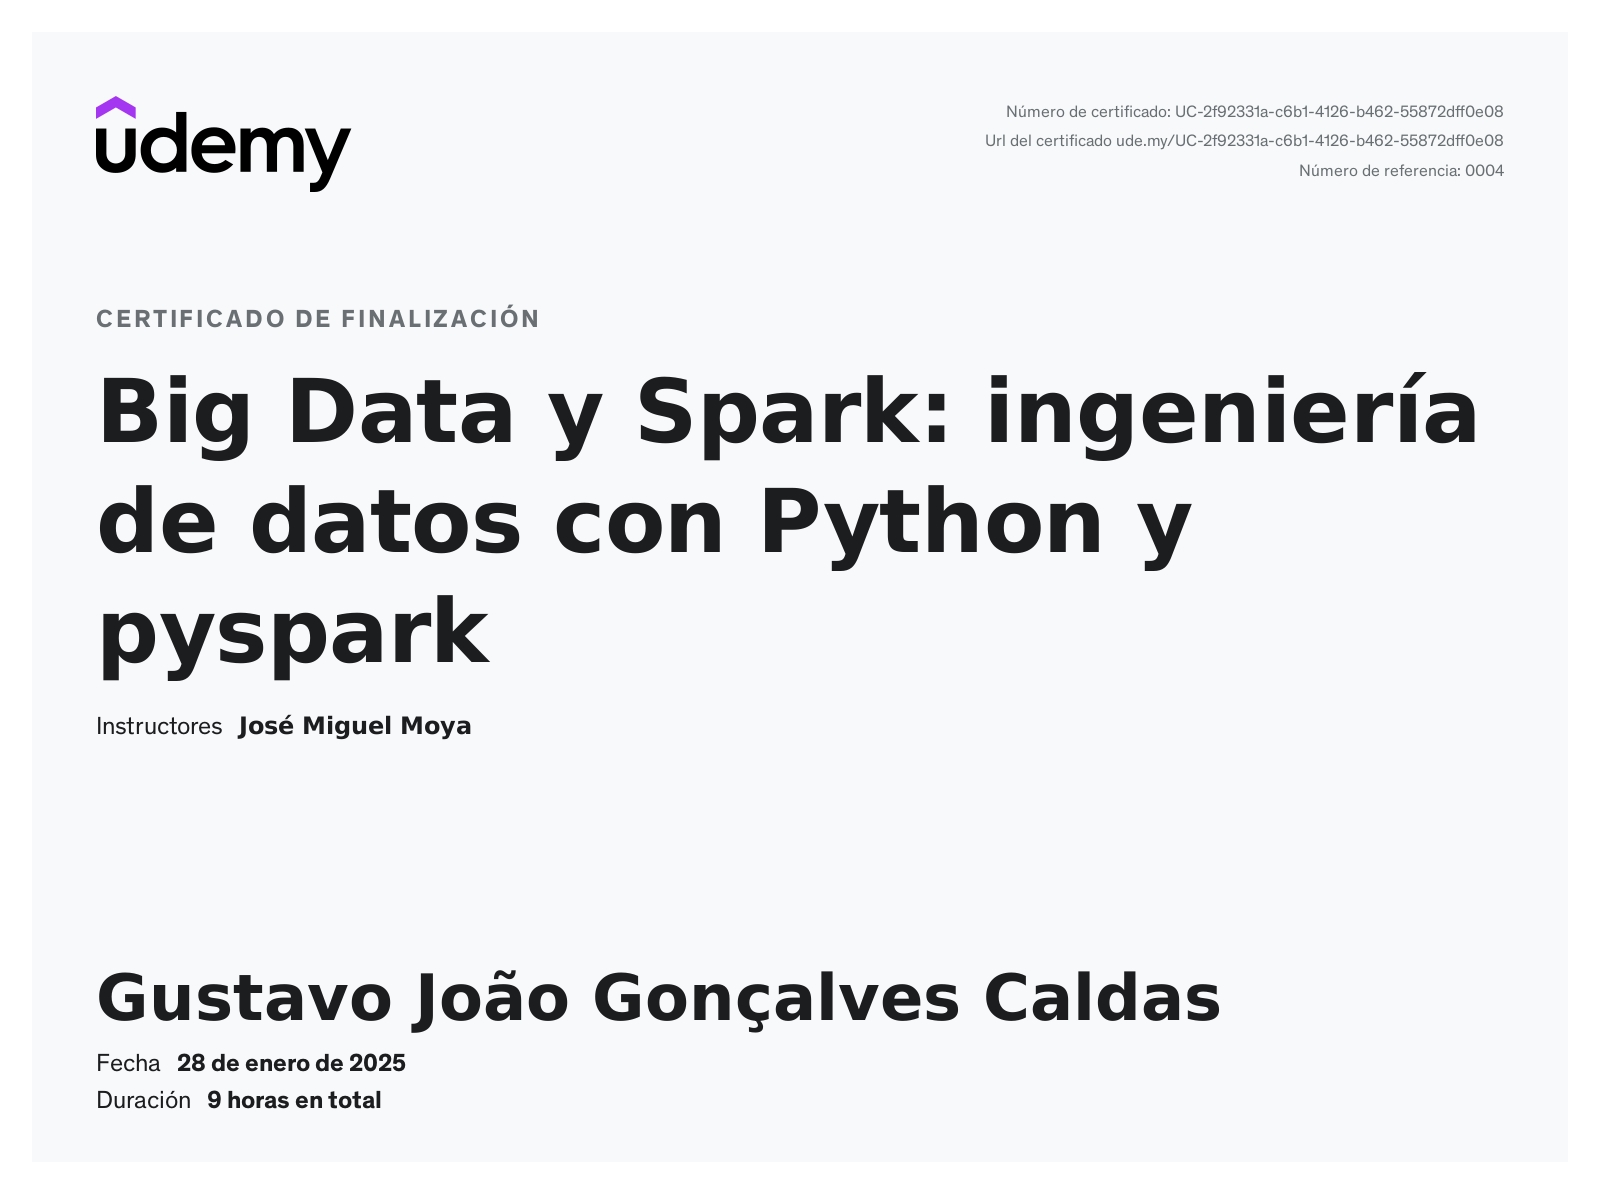 udemy
Número de certificado: UC-2f92331a-c6b1-4126-b462-55872dff0e08
Url del certificado ude.my/UC-2f92331a-c6b1-4126-b462-55872dff0e08
Número de referencia: 0004
CERTIFICADO DE FINALIZACIÓN
Big Data y Spark: ingeniería
de datos con Python y
pyspark
Instructores José Miguel Moya
Gustavo João Gonçalves Caldas
Fecha 28 de enero de 2025
Duración 9 horas en total